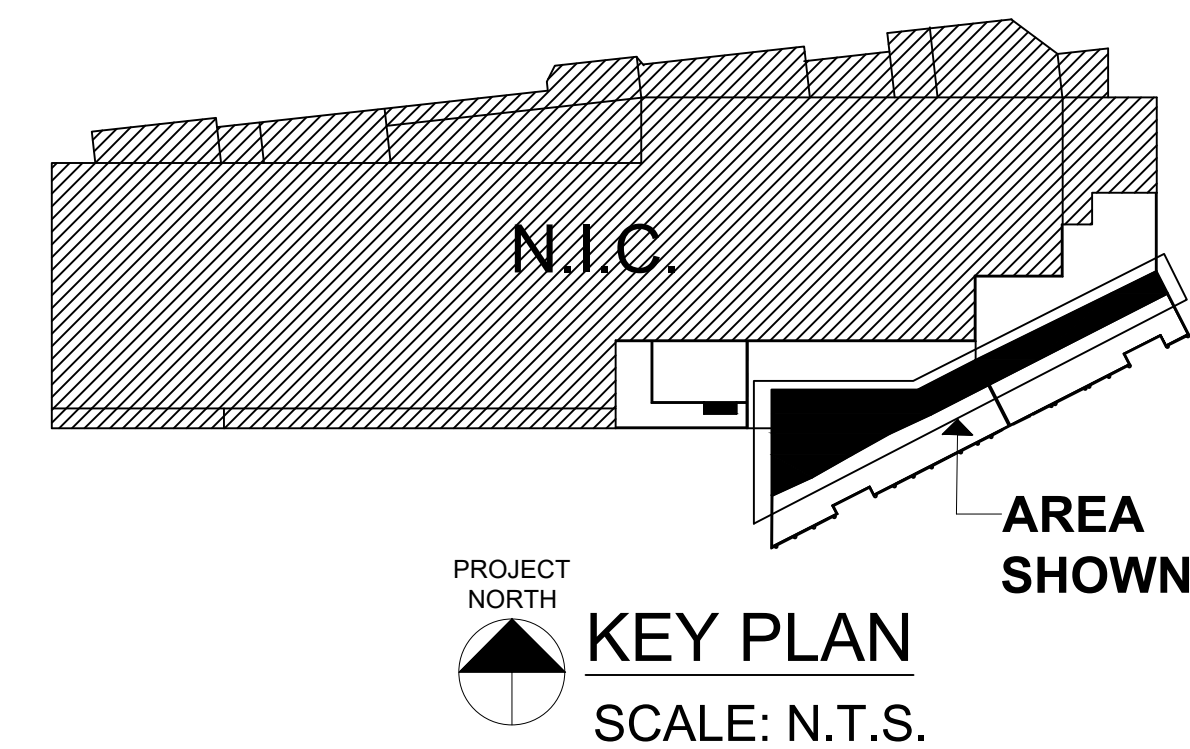 N.I.C.
AREA
SHOWN
PROJECT
NORTH
KEY PLAN
SCALE: N.T.S.